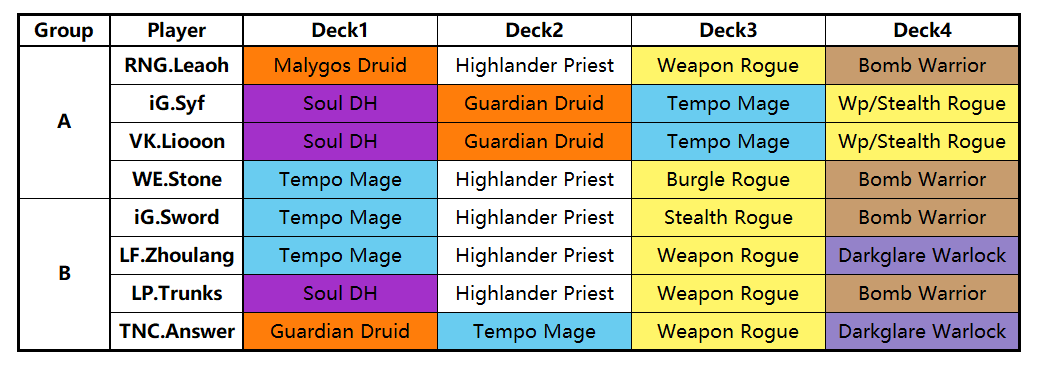 Group Player Deck1 Deck2 Deck3 Deck4
A
RNG.Leaoh Malygos Druid Highlander Priest Weapon Rogue Bomb Warrior
iG.Syf Soul DH Guardian Druid Tempo Mage Wp/Stealth Rogue
VK.Liooon Soul DH Guardian Druid Tempo Mage Wp/Stealth Rogue
WE.Stone Tempo Mage Highlander Priest Burgle Rogue Bomb Warrior
B
iG.Sword Tempo Mage Highlander Priest Stealth Rogue Bomb Warrior
LF.Zhoulang Tempo Mage Highlander Priest Weapon Rogue Darkglare Warlock
LP.Trunks Soul DH Highlander Priest Weapon Rogue Bomb Warrior
TNC.Answer Guardian Druid Tempo Mage Weapon Rogue Darkglare Warlock